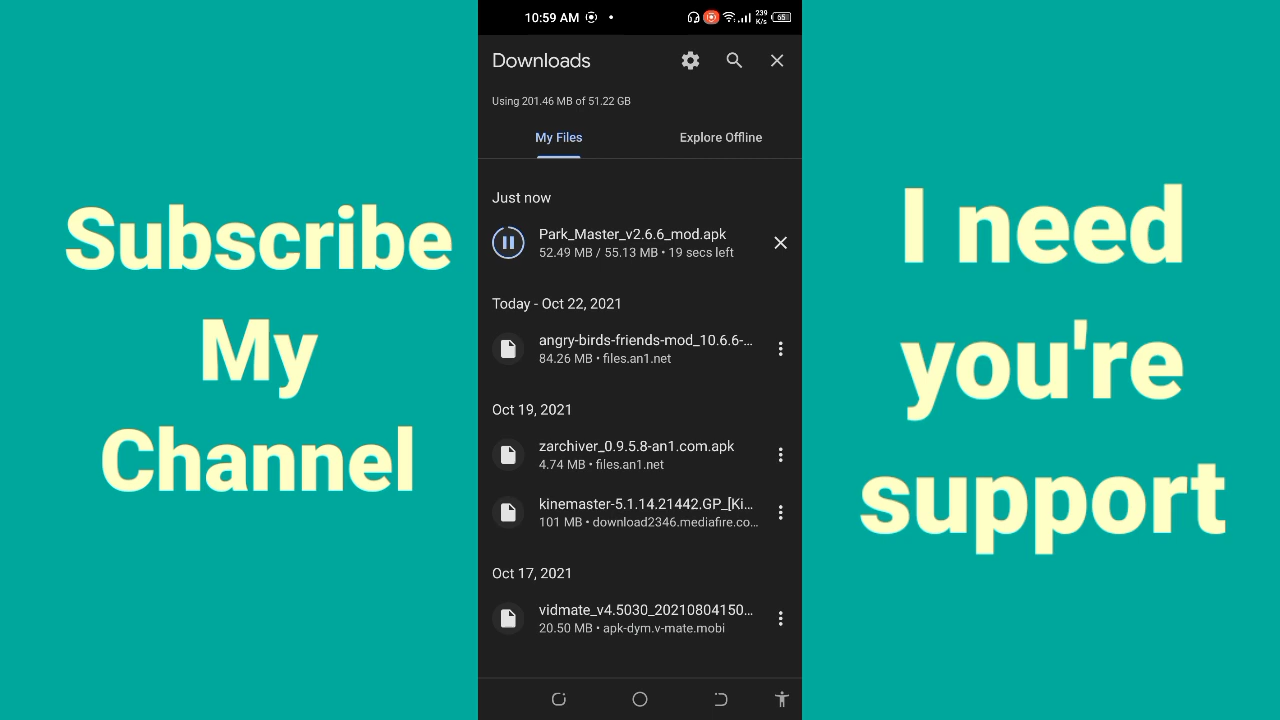 Subscribe
My
Channel
10:59 AM
239
K/s
55
Downloads
Using 201.46 MB of 51.22 GB
My Files
Explore Offline
Just now
Park_Master_v2.6.6_mod.apk
52.49 MB / 55.13 MB • 19 secs left
Today - Oct 22, 2021
angry-birds-friends-mod_10.6.6-...
84.26 MB • files.an1.net
Oct 19, 2021
zarchiver_0.9.5.8-an1.com.apk
4.74 MB • files.an1.net
kinemaster-5.1.14.21442.GP_[Ki...
101 MB • download2346.mediafire.co...
Oct 17, 2021
vidmate_v4.5030_20210804150...
20.50 MB • apk-dym.v-mate.mobi
I need
you're
support